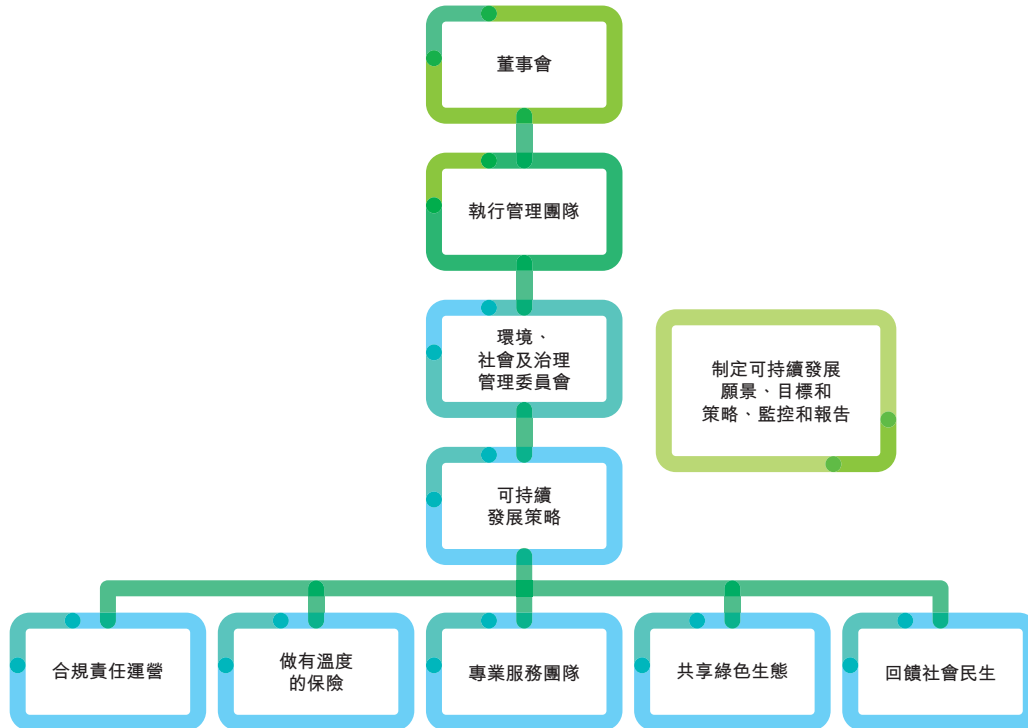 董事會
執行管理團隊
環境、
社會及治理
管理委員會
制定可持續發展
願景、目標和
策略、監控和報告
可持續
發展策略
合規責任運營
做有溫度
的保險
專業服務團隊
共享綠色生態
回饋社會民生